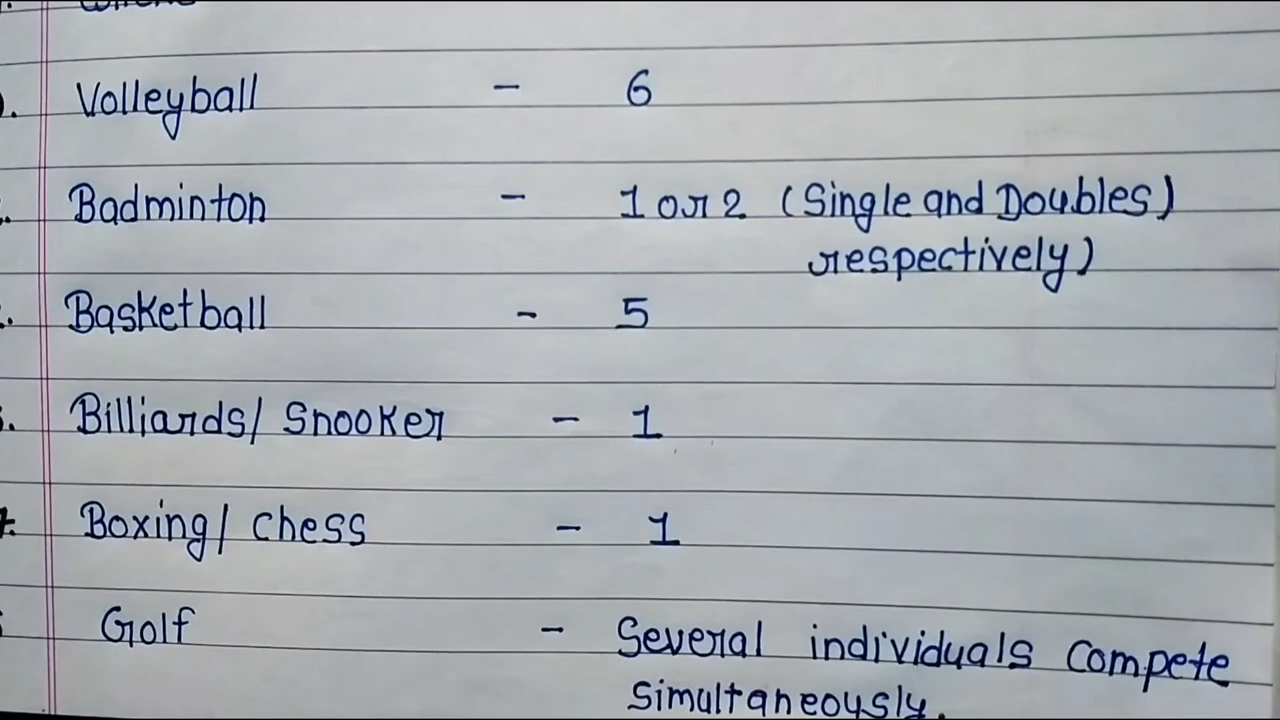 Volleyball - 6
Badminton - 1 or 2 (Single and Doubles)
respectively)
Basketball - 5
Billiards/ Snooker - 1
Boxing/ Chess - 1
Golf - Several individuals Compete
Simultaneously.